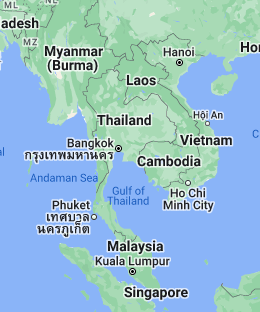 adesh
ML
MZ
Myanmar
(Burma)
Hanoi
Ho
Laos
Thailand
Hội An
Bangkok
กรุงเทพมหานคร
Vietnam
Cambodia
Andaman Sea
Gulf of
Thailand
Ho Chi
Minh City
Phuket
เทศบาล
นครภูเก็ต
Malaysia
Kuala Lumpur
Singapore